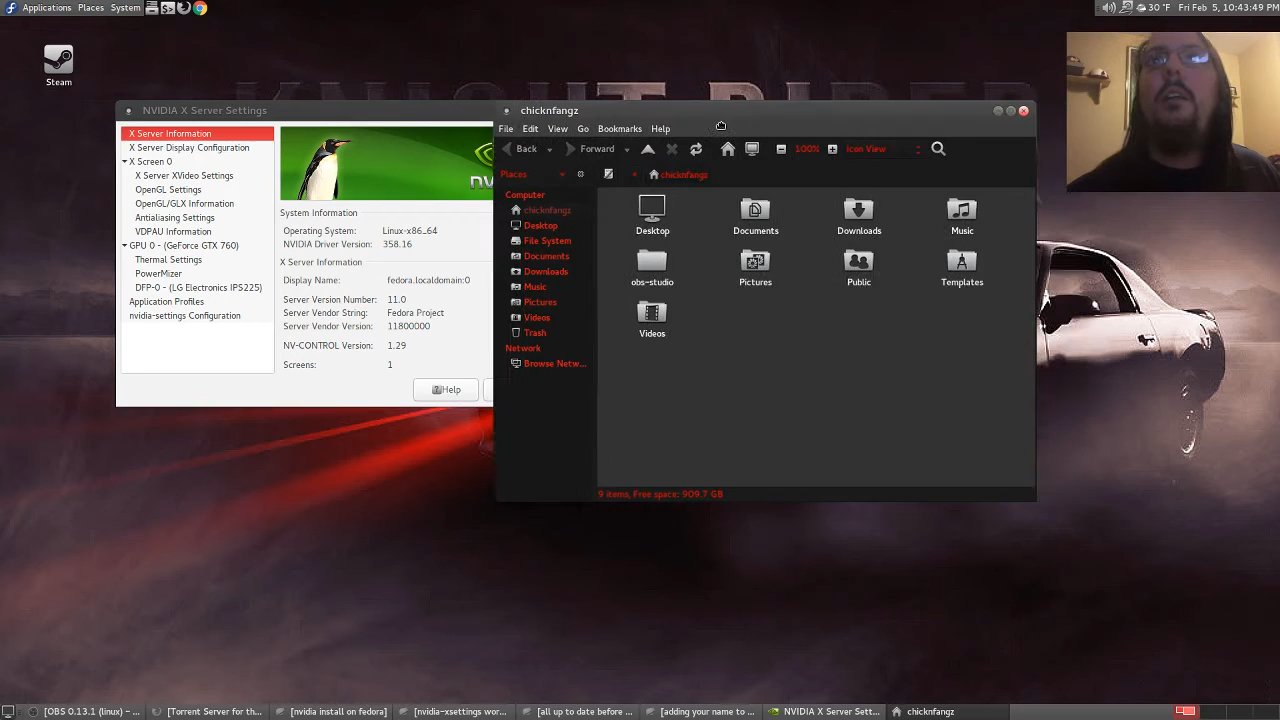 Applications Places System
30 °F Fri Feb 5, 10:43:49 PM
Steam
KNIGHT RIDER
NVIDIA X Server Settings
X Server Information
X Server Display Configuration
X Screen 0
X Server XVideo Settings
OpenGL Settings
OpenGL/GLX Information
Antialiasing Settings
VDPAU Information
GPU 0 - (GeForce GTX 760)
Thermal Settings
PowerMizer
DFP-0 - (LG Electronics IPS225)
Application Profiles
nvidia-settings Configuration
System Information
Operating System: Linux-x86_64
NVIDIA Driver Version: 358.16
X Server Information
Display Name: fedora.localdomain:0
Server Version Number: 11.0
Server Vendor String: Fedora Project
Server Vendor Version: 11800000
NV-CONTROL Version: 1.29
Screens: 1
Help
chicknfangz
File Edit View Go Bookmarks Help
Back Forward 100% Icon View
Places chicknfangz
Computer
chicknfangz
Desktop
File System
Documents
Downloads
Music
Pictures
Videos
Trash
Network
Browse Netw...
Desktop Documents Downloads Music
obs-studio Pictures Public Templates
Videos
9 items, Free space: 909.7 GB
[OBS 0.13.1 (linux) – ... [Torrent Server for th... [nvidia install on fedora] [nvidia-xsettings wor... [all up to date before ... [adding your name to ... NVIDIA X Server Sett... chicknfangz